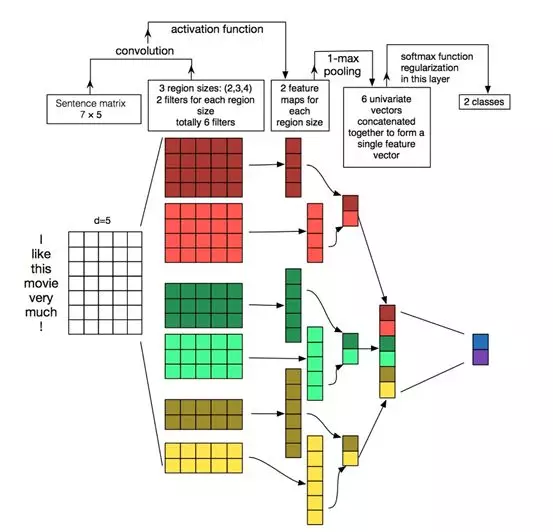 activation function
convolution
1-max
pooling
softmax function
regularization
in this layer
Sentence matrix
7 × 5
3 region sizes: (2,3,4)
2 filters for each region
size
totally 6 filters
2 feature
maps for
each
region size
6 univariate
vectors
concatenated
together to form a
single feature
vector
2 classes
d=5
I
like
this
movie
very
much
!